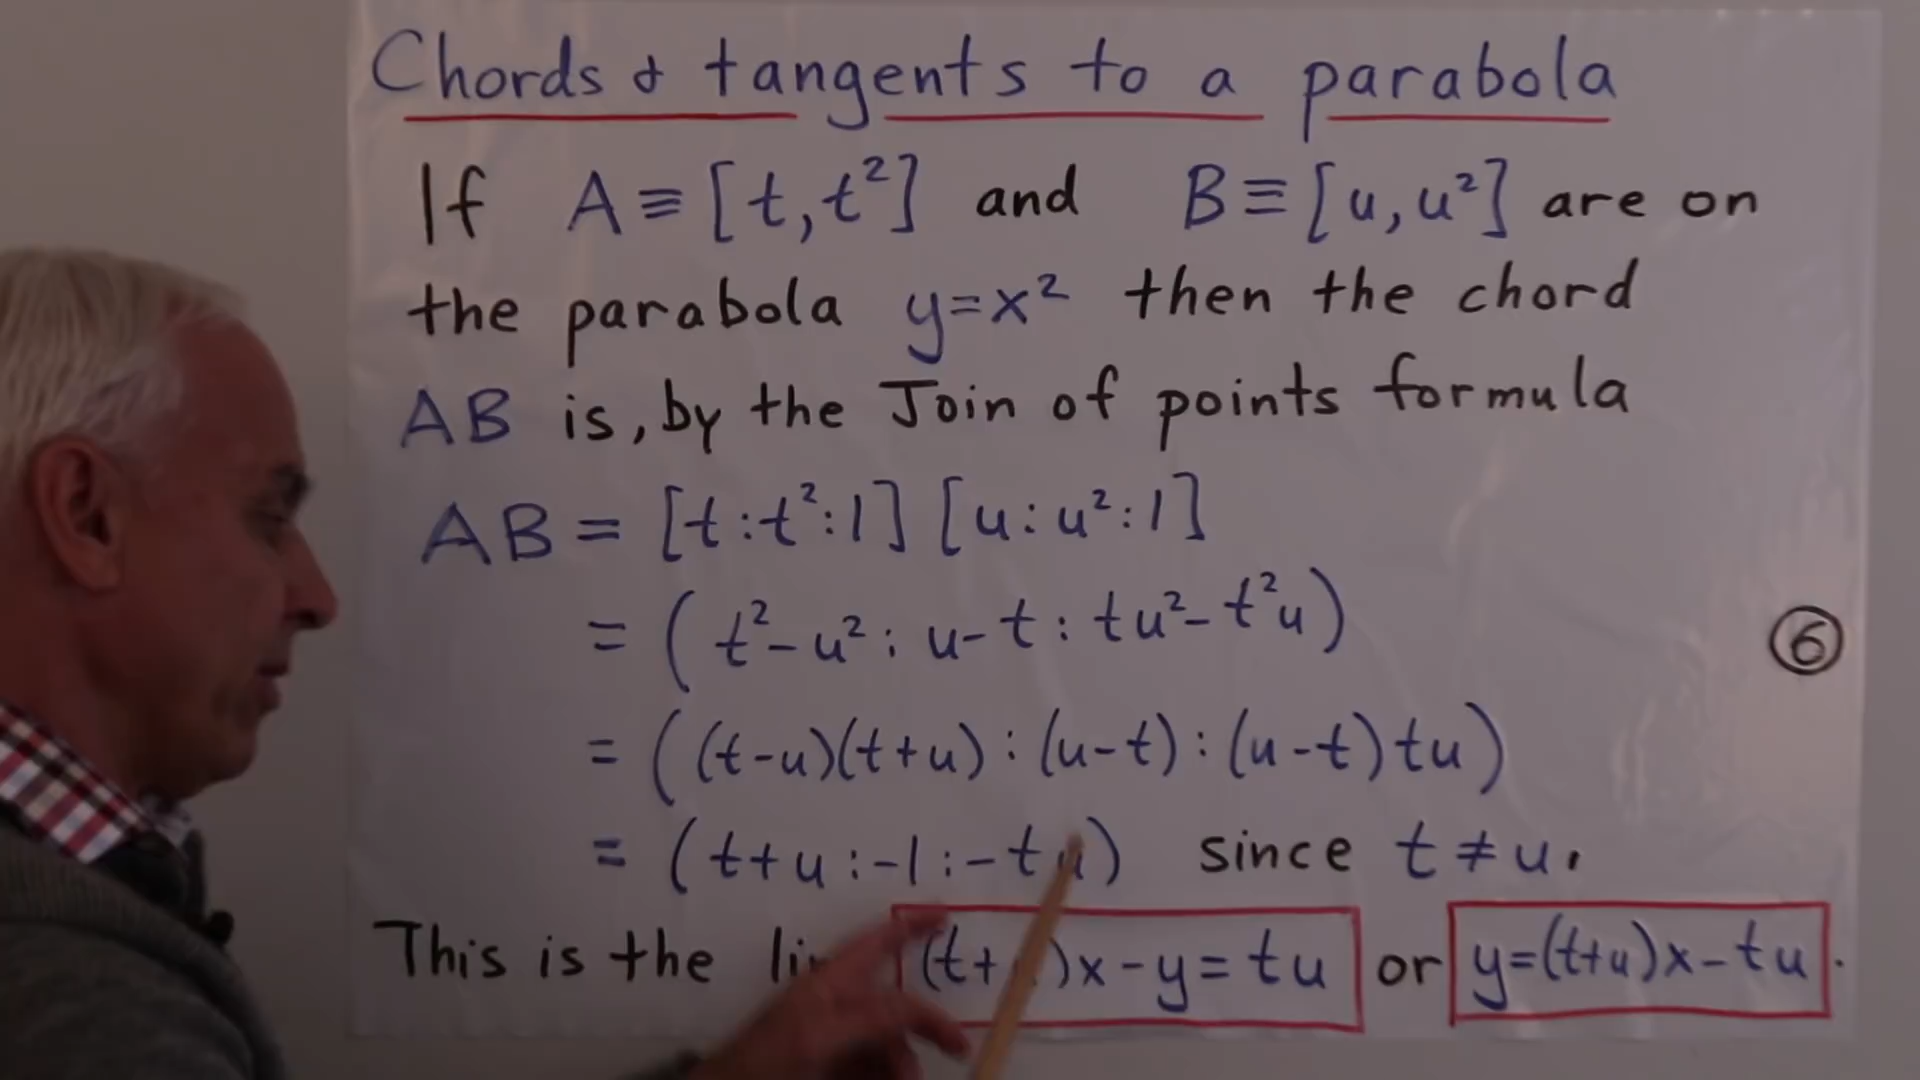 Chords & tangents to a parabola
If A≡[t,t²] and B≡[u,u²] are on
the parabola y=x² then the chord
AB is, by the Join of points formula
AB = [t:t²:1] [u:u²:1]
= (t²-u² : u-t : tu²-t²u)
= ((t-u)(t+u) : (u-t) : (u-t)tu)
= (t+u : -1 : -tu) since t≠u.
This is the (t+ )x-y=tu or y=(t+u)x-tu.
6